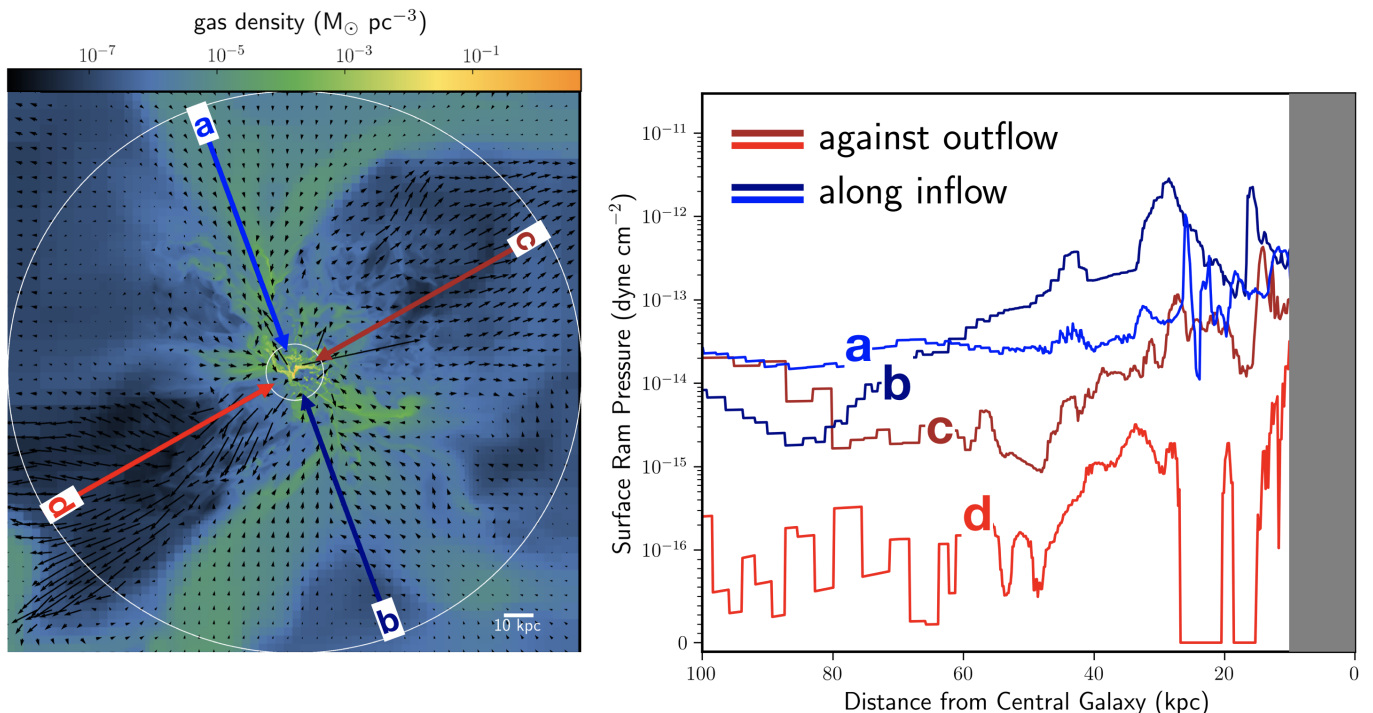 gas density (M⊙ pc⁻³)
10⁻⁷ 10⁻⁵ 10⁻³ 10⁻¹
a
c
d
b
10 kpc
against outflow
along inflow
a
b
c
d
Surface Ram Pressure (dyne cm⁻²)
10⁻¹¹
10⁻¹²
10⁻¹³
10⁻¹⁴
10⁻¹⁵
10⁻¹⁶
0
100 80 60 40 20 0
Distance from Central Galaxy (kpc)